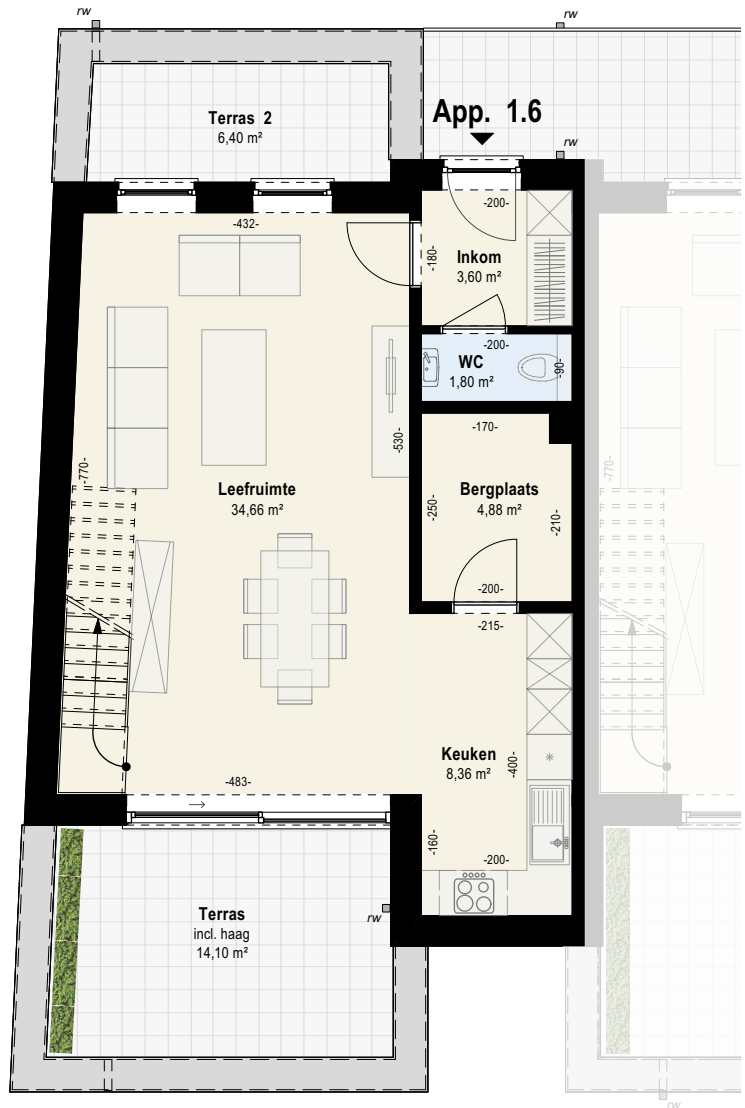 rw
rw
App. 1.6
Terras 2
6,40 m²
rw
-432-
-200-
-180-
Inkom
3,60 m²
-200-
WC
1,80 m²
-90-
-170-
-530-
-770-
-770-
Leefruimte
34,66 m²
Bergplaats
4,88 m²
-250-
-210-
-200-
-215-
Keuken
8,36 m²
-400-
-483-
-160-
-200-
Terras
incl. haag
14,10 m²
rw
rw